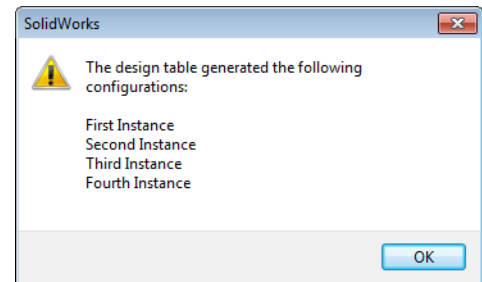 SolidWorks
The design table generated the following
configurations:
First Instance
Second Instance
Third Instance
Fourth Instance
OK